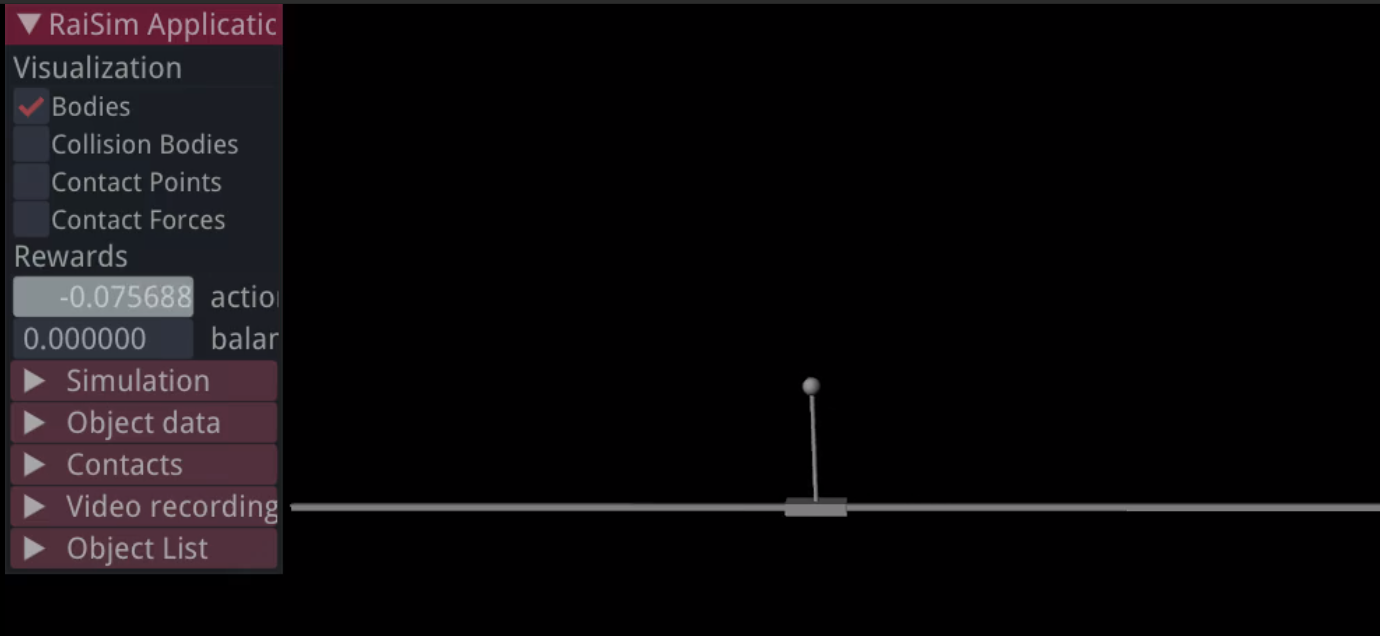 RaiSim Applicatic
Visualization
Bodies
Collision Bodies
Contact Points
Contact Forces
Rewards
-0.075688 actio
0.000000 balar
Simulation
Object data
Contacts
Video recording
Object List